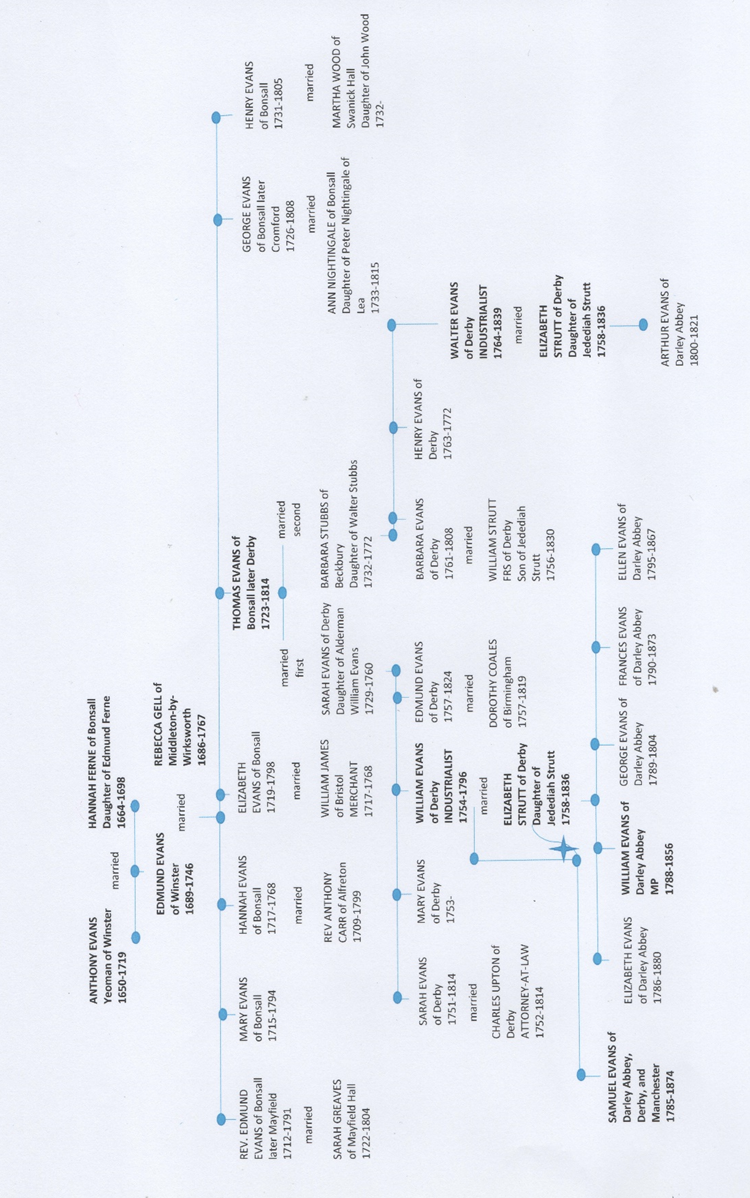 ANTHONY EVANS
Yeoman of Winster
1650-1719
married
HANNAH FERNE of Bonsall
Daughter of Edmund Ferne
1664-1698
EDMUND EVANS
of Winster
1689-1746
married
REBECCA GELL of
Middleton-by-
Wirksworth
1686-1767
REV. EDMUND
EVANS of Bonsall
later Mayfield
1712-1791
married
SARAH GREAVES
of Mayfield Hall
1722-1804
MARY EVANS
of Bonsall
1715-1794
HANNAH EVANS
of Bonsall
1717-1768
married
REV ANTHONY
CARR of Alfreton
1709-1799
ELIZABETH
EVANS of Bonsall
1719-1798
married
WILLIAM JAMES
of Bristol
MERCHANT
1717-1768
THOMAS EVANS of
Bonsall later Derby
1723-1814
married
first
married
second
SARAH EVANS of Derby
Daughter of Alderman
William Evans
1729-1760
BARBARA STUBBS of
Beckbury
Daughter of Walter Stubbs
1732-1772
GEORGE EVANS
of Bonsall later
Cromford
1726-1808
married
ANN NIGHTINGALE of Bonsall
Daughter of Peter Nightingale of
Lea
1733-1815
HENRY EVANS
of Bonsall
1731-1805
married
MARTHA WOOD of
Swanick Hall
Daughter of John Wood
1732-
SARAH EVANS
of Derby
1751-1814
married
CHARLES UPTON of
Derby
ATTORNEY-AT-LAW
1752-1814
MARY EVANS
of Derby
1753-
WILLIAM EVANS
of Derby
INDUSTRIALIST
1754-1796
married
ELIZABETH
STRUTT of Derby
Daughter of
Jedediah Strutt
1758-1836
EDMUND EVANS
of Derby
1757-1824
married
DOROTHY COALES
of Birmingham
1757-1819
BARBARA EVANS
of Derby
1761-1808
married
WILLIAM STRUTT
FRS of Derby
Son of Jedediah
Strutt
1756-1830
HENRY EVANS of
Derby
1763-1772
WALTER EVANS
of Derby
INDUSTRIALIST
1764-1839
married
ELIZABETH
STRUTT of Derby
Daughter of
Jedediah Strutt
1758-1836
ARTHUR EVANS of
Darley Abbey
1800-1821
SAMUEL EVANS of
Darley Abbey,
Derby, and
Manchester
1785-1874
ELIZABETH EVANS
of Darley Abbey
1786-1880
WILLIAM EVANS of
Darley Abbey
MP
1788-1856
GEORGE EVANS of
Darley Abbey
1789-1804
FRANCES EVANS
of Darley Abbey
1790-1873
ELLEN EVANS of
Darley Abbey
1795-1867